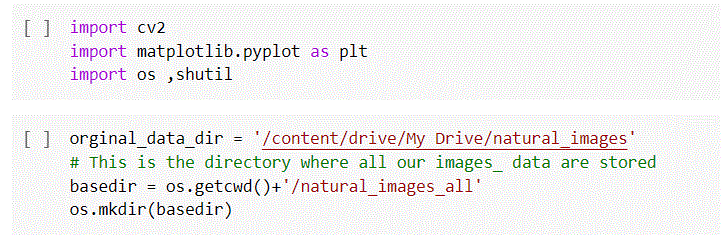 [ ] import cv2
import matplotlib.pyplot as plt
import os ,shutil
[ ] orginal_data_dir = '/content/drive/My Drive/natural_images'
# This is the directory where all our images_ data are stored
basedir = os.getcwd()+'/natural_images_all'
os.mkdir(basedir)